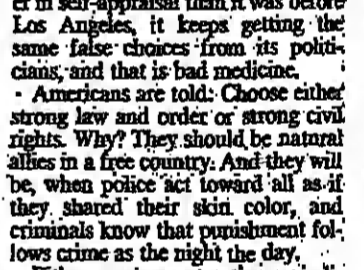 er in self-appraisal than it was before
Los Angeles, it keeps getting the
same false choices from its politi-
cians, and that is bad medicine.
Americans are told: Choose either
strong law and order or strong civil
rights. Why? They should be natural
allies in a free country. And they will
be, when police act toward all as if
they shared their skin color, and
criminals know that punishment fol-
lows crime as the night the day.